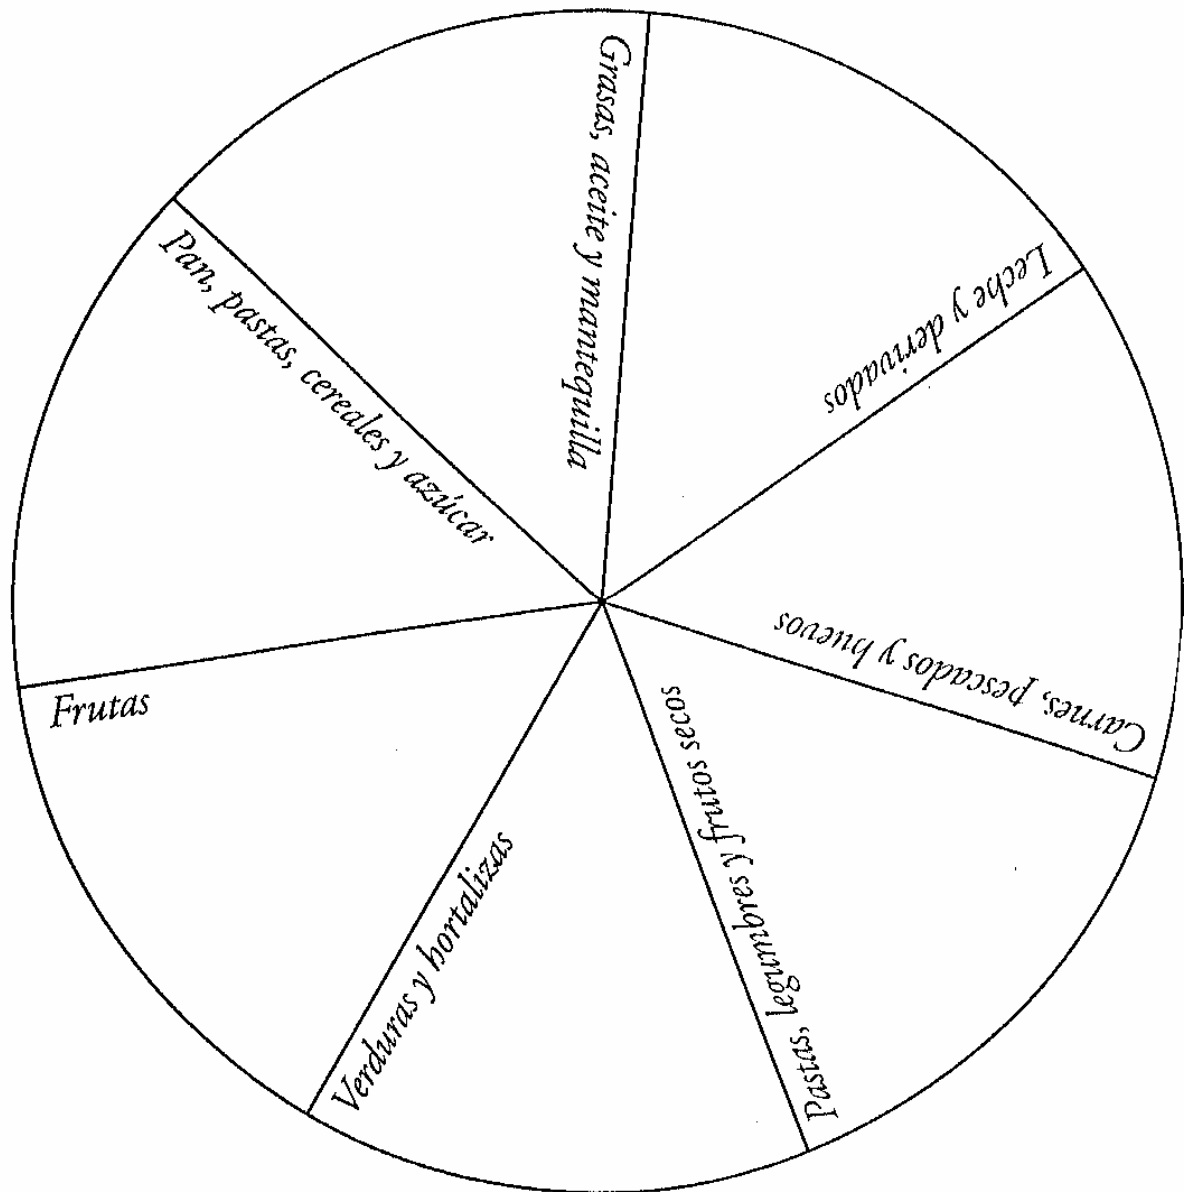 Grasas, aceite y mantequilla
Leche y derivados
Carnes, pescados y huevos
Pastas, legumbres y frutos secos
Verduras y hortalizas
Frutas
Pan, pastas, cereales y azúcar